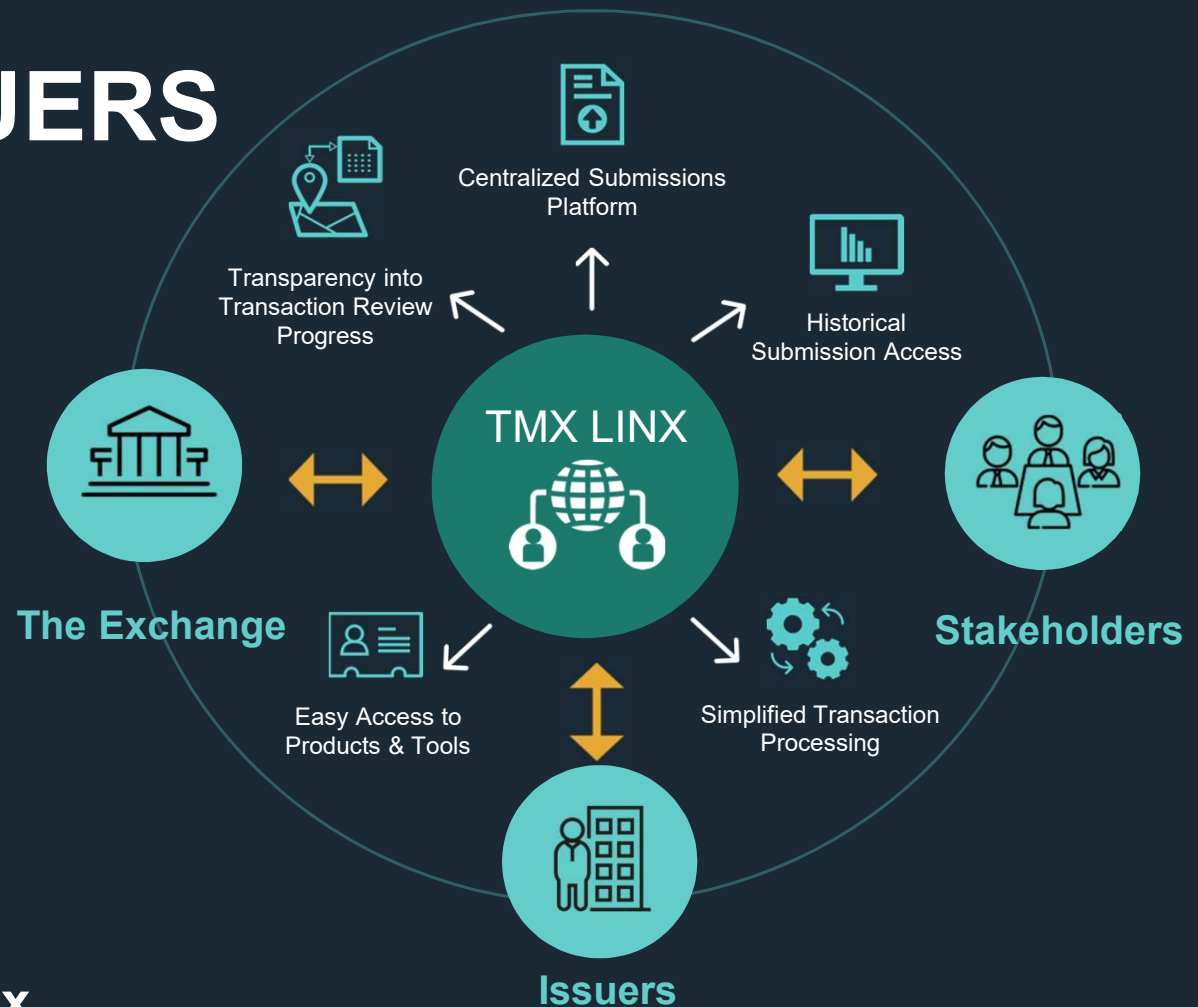 UERS
Centralized Submissions
Platform
Transparency into
Transaction Review
Progress
Historical
Submission Access
TMX LINX
The Exchange
Stakeholders
Easy Access to
Products & Tools
Simplified Transaction
Processing
Issuers
x